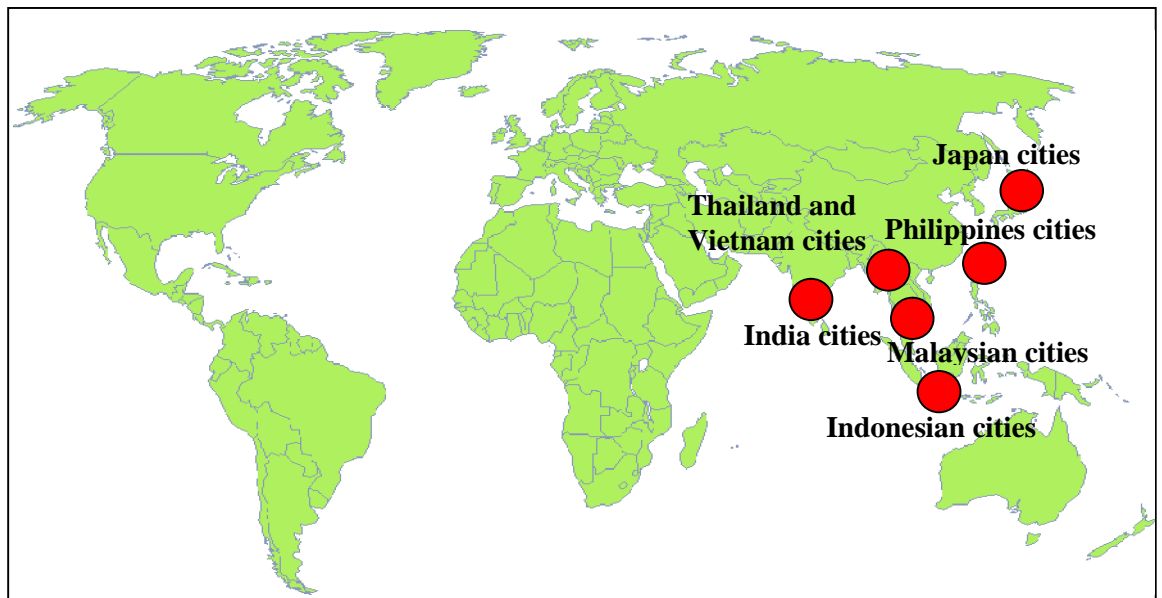 Japan cities
Thailand and
Vietnam cities
Philippines cities
India cities
Malaysian cities
Indonesian cities